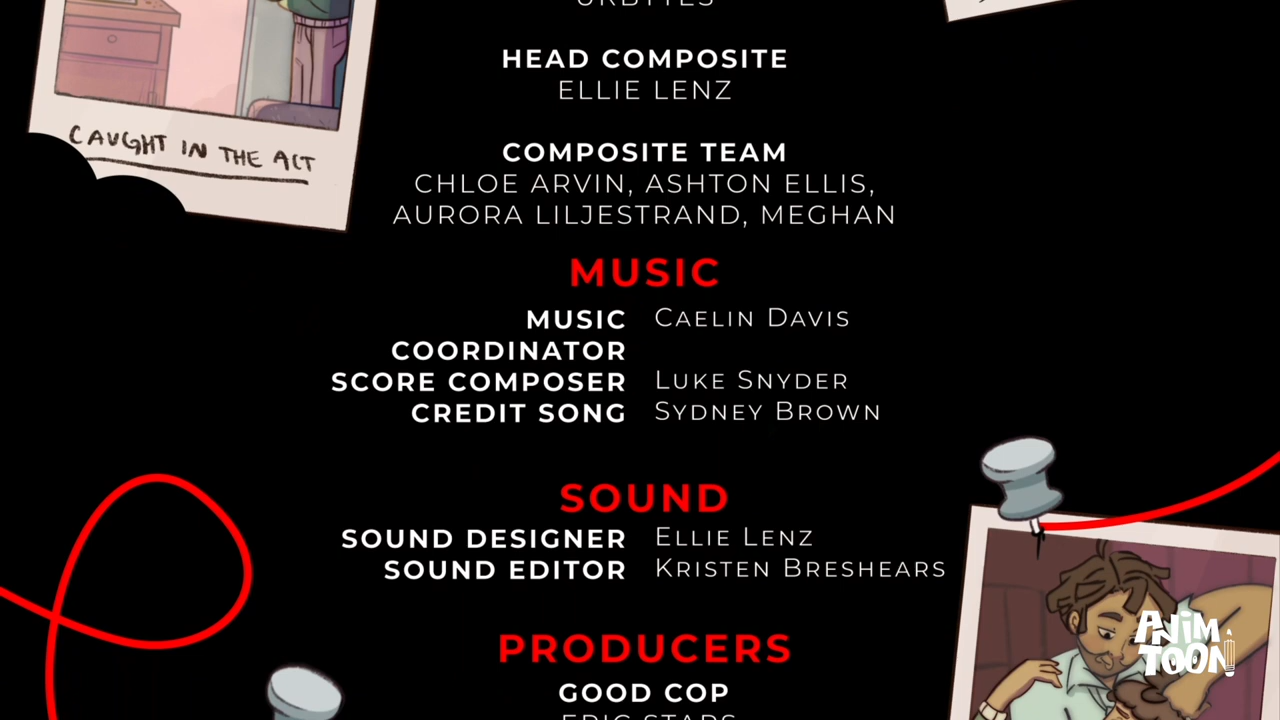 HEAD COMPOSITE
ELLIE LENZ
CAUGHT IN THE ACT
COMPOSITE TEAM
CHLOE ARVIN, ASHTON ELLIS,
AURORA LILJESTRAND, MEGHAN
MUSIC
MUSIC COORDINATOR Caelin Davis
SCORE COMPOSER Luke Snyder
CREDIT SONG Sydney Brown
SOUND
SOUND DESIGNER Ellie Lenz
SOUND EDITOR Kristen Breshears
PRODUCERS
GOOD COP
ANIM
TOON